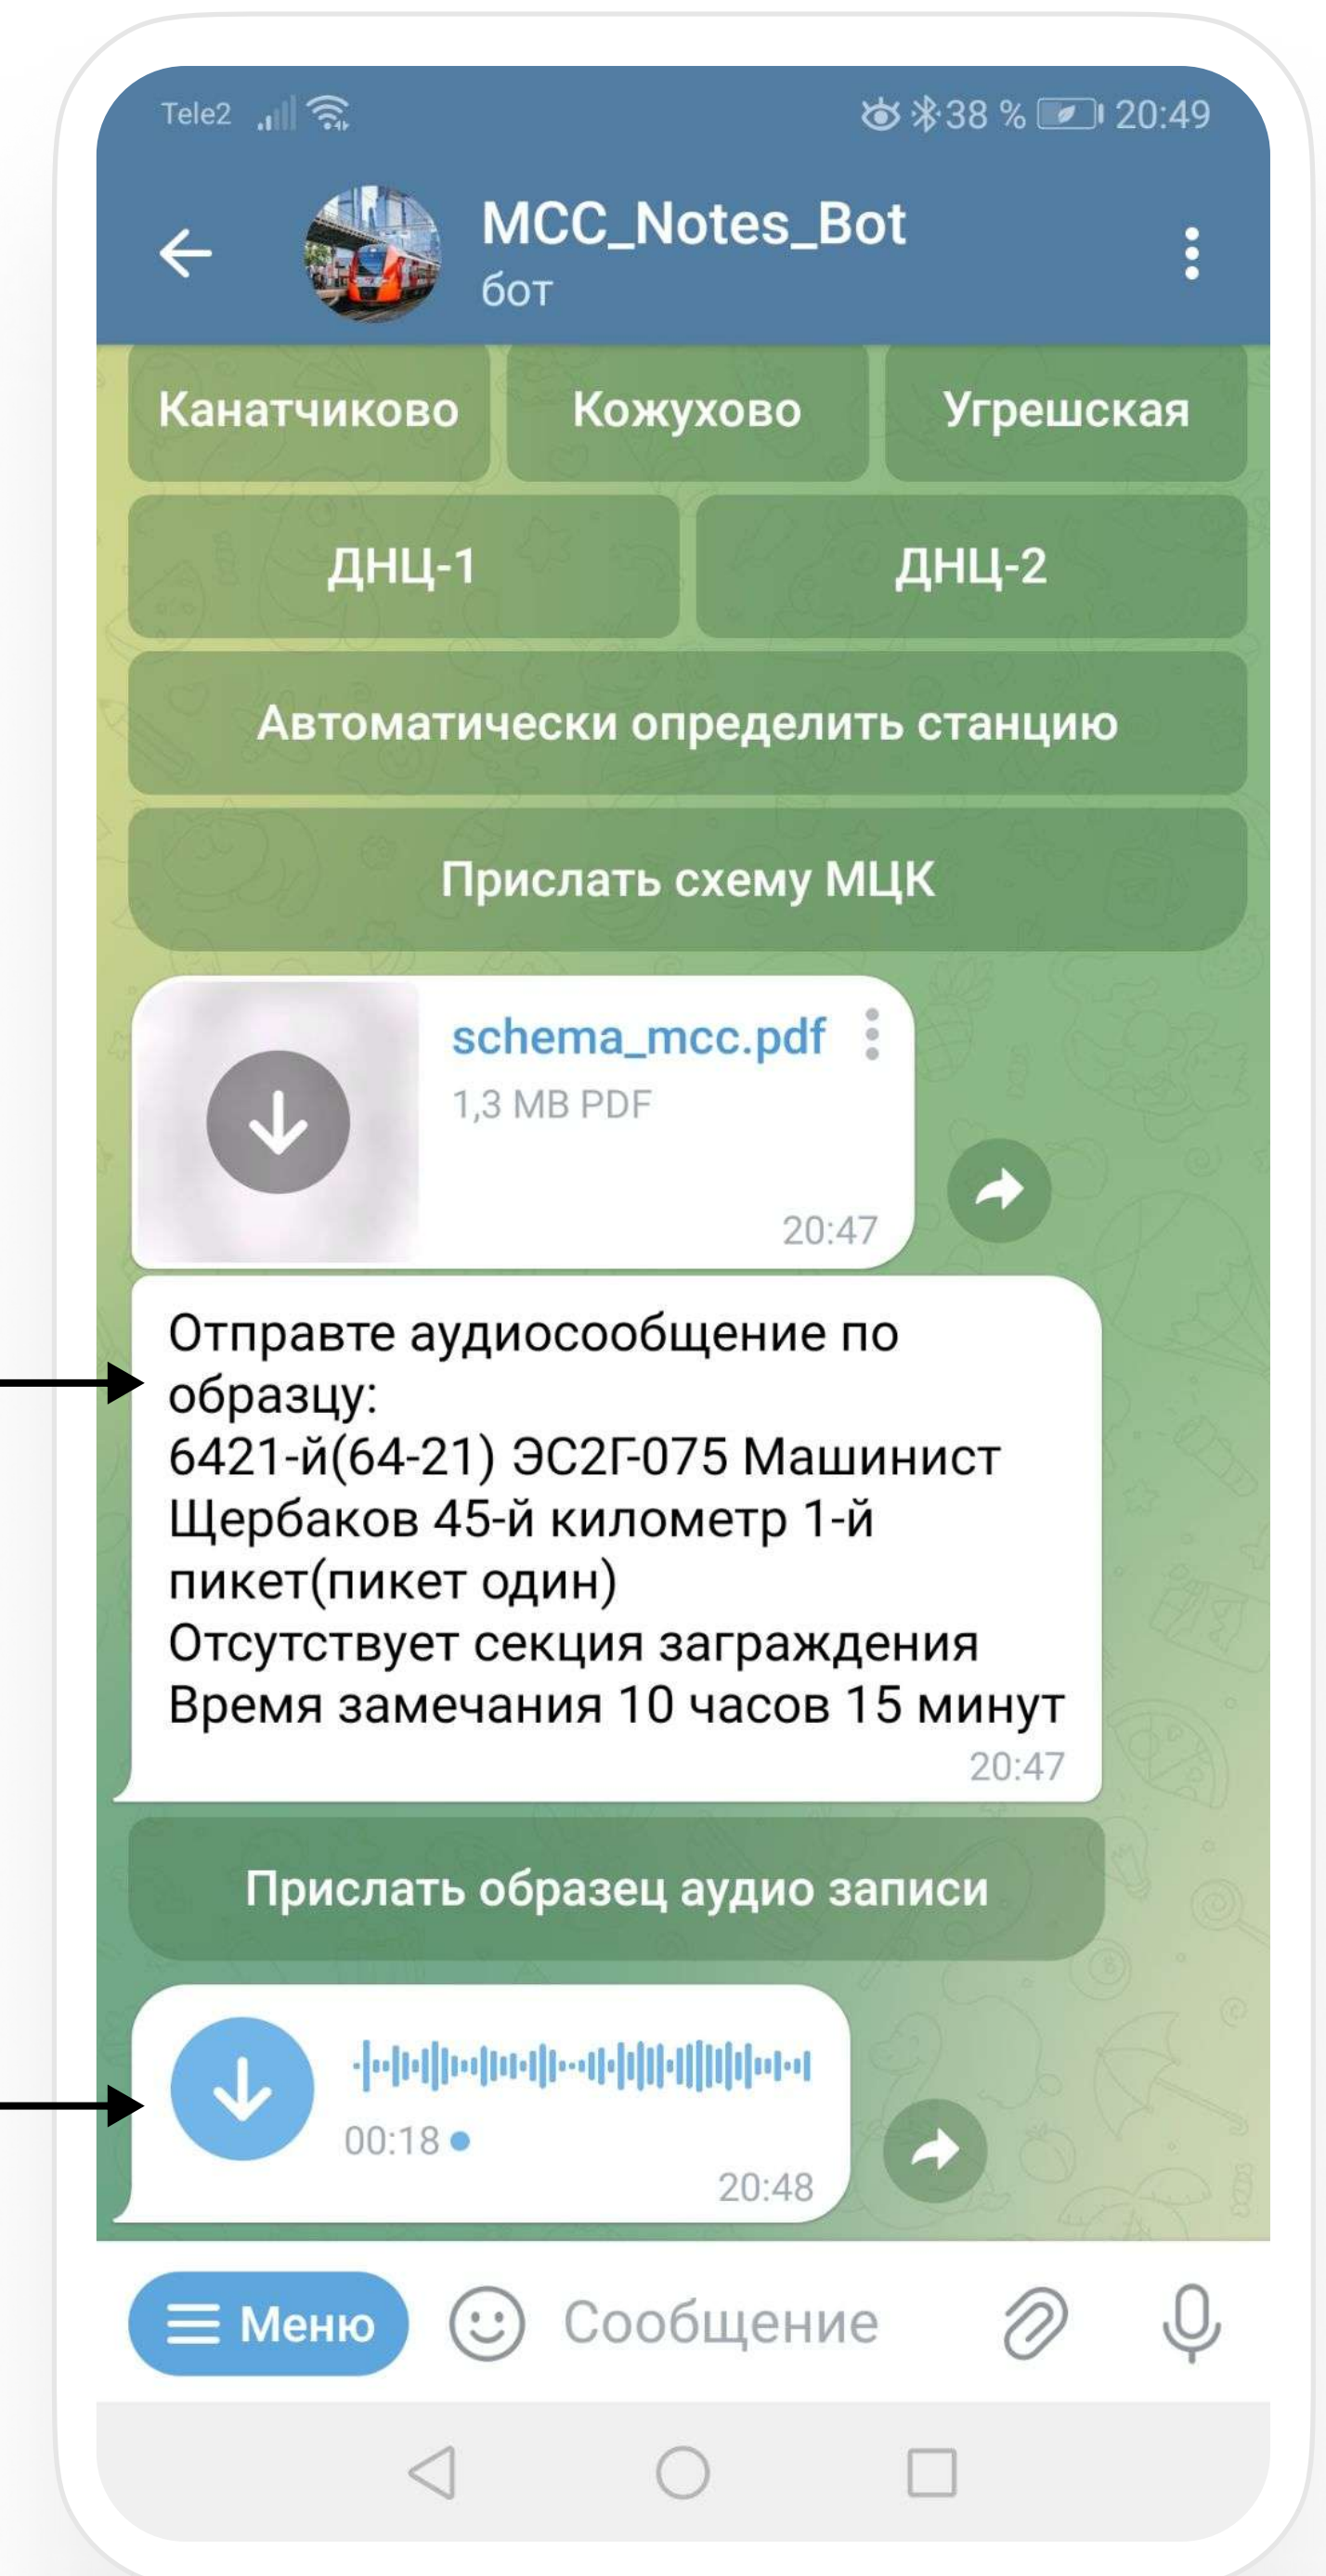 Tele2 38 % 20:49
MCC_Notes_Bot
бот
Канатчиково Кожухово Угрешская
ДНЦ-1 ДНЦ-2
Автоматически определить станцию
Прислать схему МЦК
schema_mcc.pdf
1,3 MB PDF
20:47
Отправте аудиосообщение по
образцу:
6421-й(64-21) ЭС2Г-075 Машинист
Щербаков 45-й километр 1-й
пикет(пикет один)
Отсутствует секция заграждения
Время замечания 10 часов 15 минут
20:47
Прислать образец аудио записи
00:18
20:48
Меню Сообщение